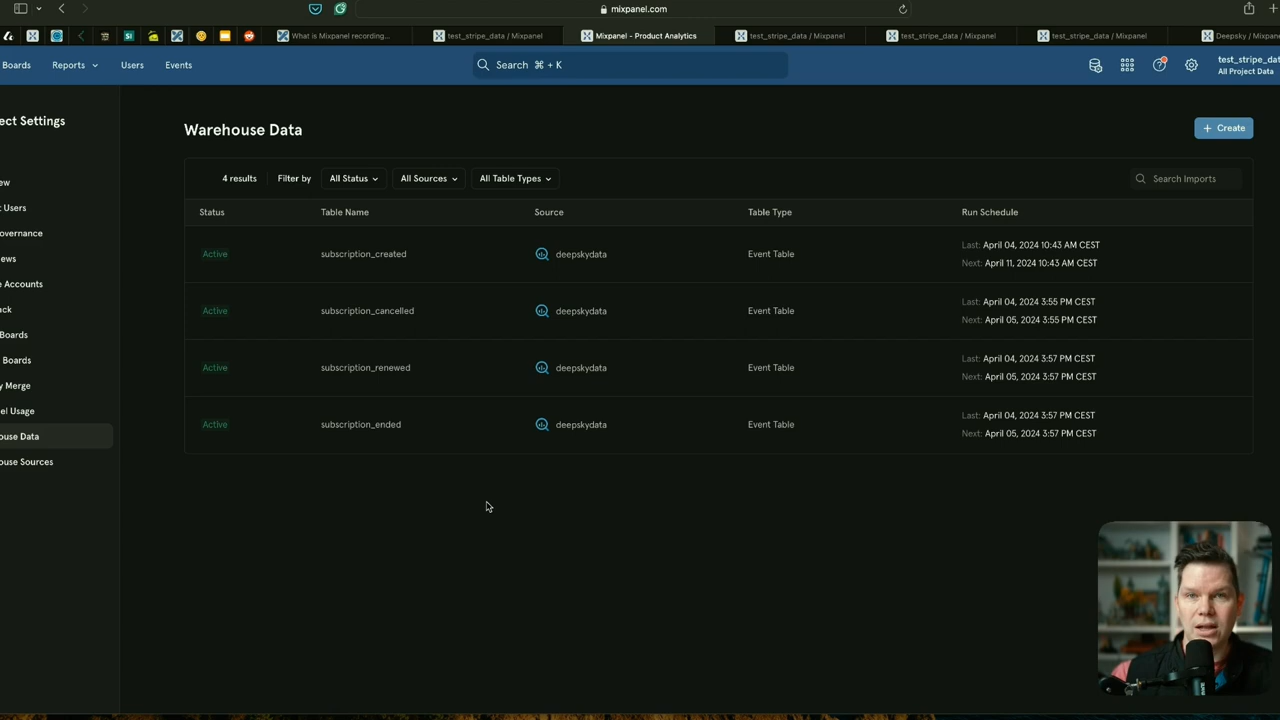 mixpanel.com
What is Mixpanel recording...
test_stripe_data / Mixpanel
Mixpanel - Product Analytics
test_stripe_data / Mixpanel
test_stripe_data / Mixpanel
test_stripe_data / Mixpanel
Deepsky / Mixpan
Boards
Reports
Users
Events
Search ⌘ + K
test_stripe_dat
All Project Data
ect Settings
ew
t Users
overnance
ews
e Accounts
ck
Boards
Boards
y Merge
el Usage
ouse Data
ouse Sources
Warehouse Data
+ Create
4 results
Filter by
All Status
All Sources
All Table Types
Search Imports
Status
Table Name
Source
Table Type
Run Schedule
Active
subscription_created
deepskydata
Event Table
Last: April 04, 2024 10:43 AM CEST
Next: April 11, 2024 10:43 AM CEST
Active
subscription_cancelled
deepskydata
Event Table
Last: April 04, 2024 3:55 PM CEST
Next: April 05, 2024 3:55 PM CEST
Active
subscription_renewed
deepskydata
Event Table
Last: April 04, 2024 3:57 PM CEST
Next: April 05, 2024 3:57 PM CEST
Active
subscription_ended
deepskydata
Event Table
Last: April 04, 2024 3:57 PM CEST
Next: April 05, 2024 3:57 PM CEST